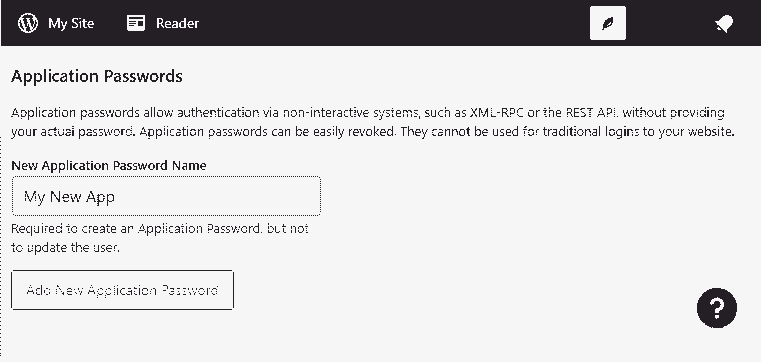 My Site
Reader
Application Passwords
Application passwords allow authentication via non-interactive systems, such as XML-RPC or the REST API, without providing
your actual password. Application passwords can be easily revoked. They cannot be used for traditional logins to your website.
New Application Password Name
My New App
Required to create an Application Password, but not
to update the user.
Add New Application Password
?